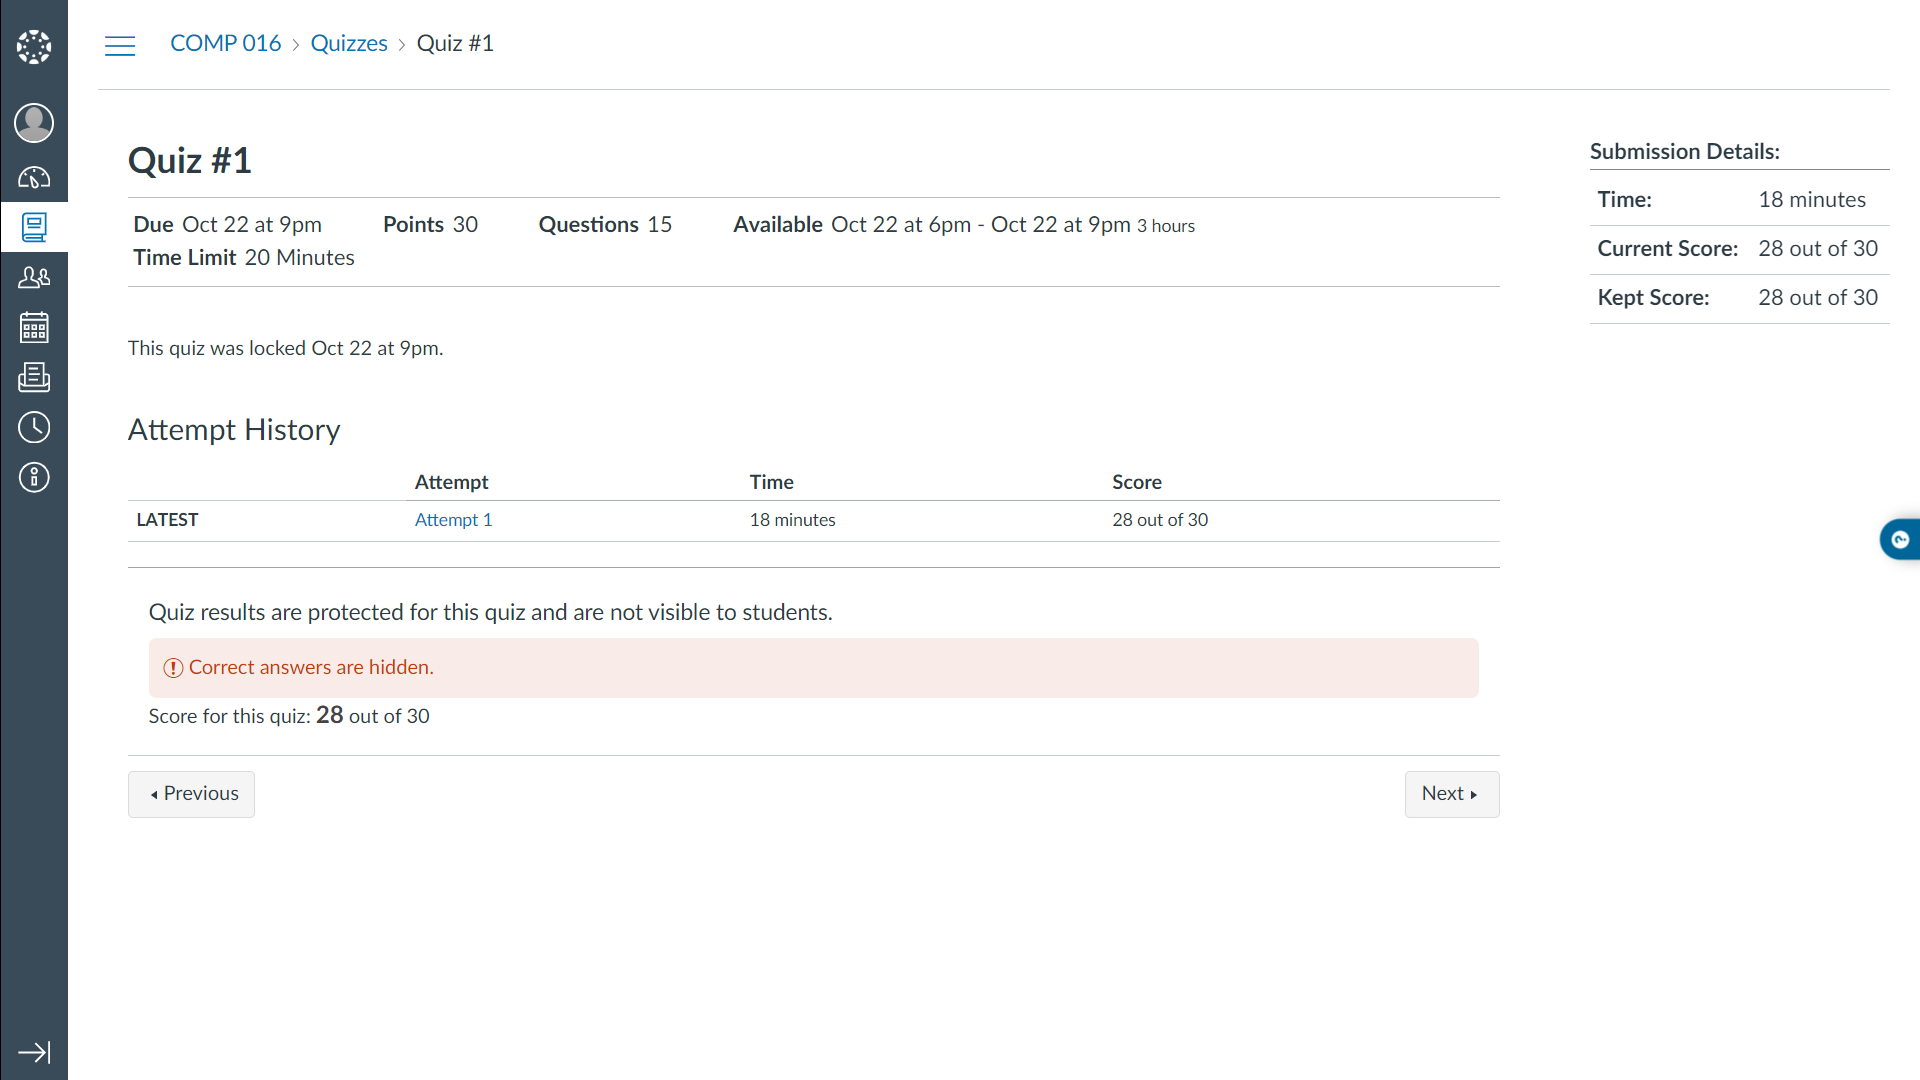 COMP 016 › Quizzes › Quiz #1
Quiz #1
Due Oct 22 at 9pm Points 30 Questions 15 Available Oct 22 at 6pm - Oct 22 at 9pm 3 hours
Time Limit 20 Minutes
This quiz was locked Oct 22 at 9pm.
Attempt History
Attempt Time Score
LATEST Attempt 1 18 minutes 28 out of 30
Quiz results are protected for this quiz and are not visible to students.
Correct answers are hidden.
Score for this quiz: 28 out of 30
Previous
Next
Submission Details:
Time: 18 minutes
Current Score: 28 out of 30
Kept Score: 28 out of 30